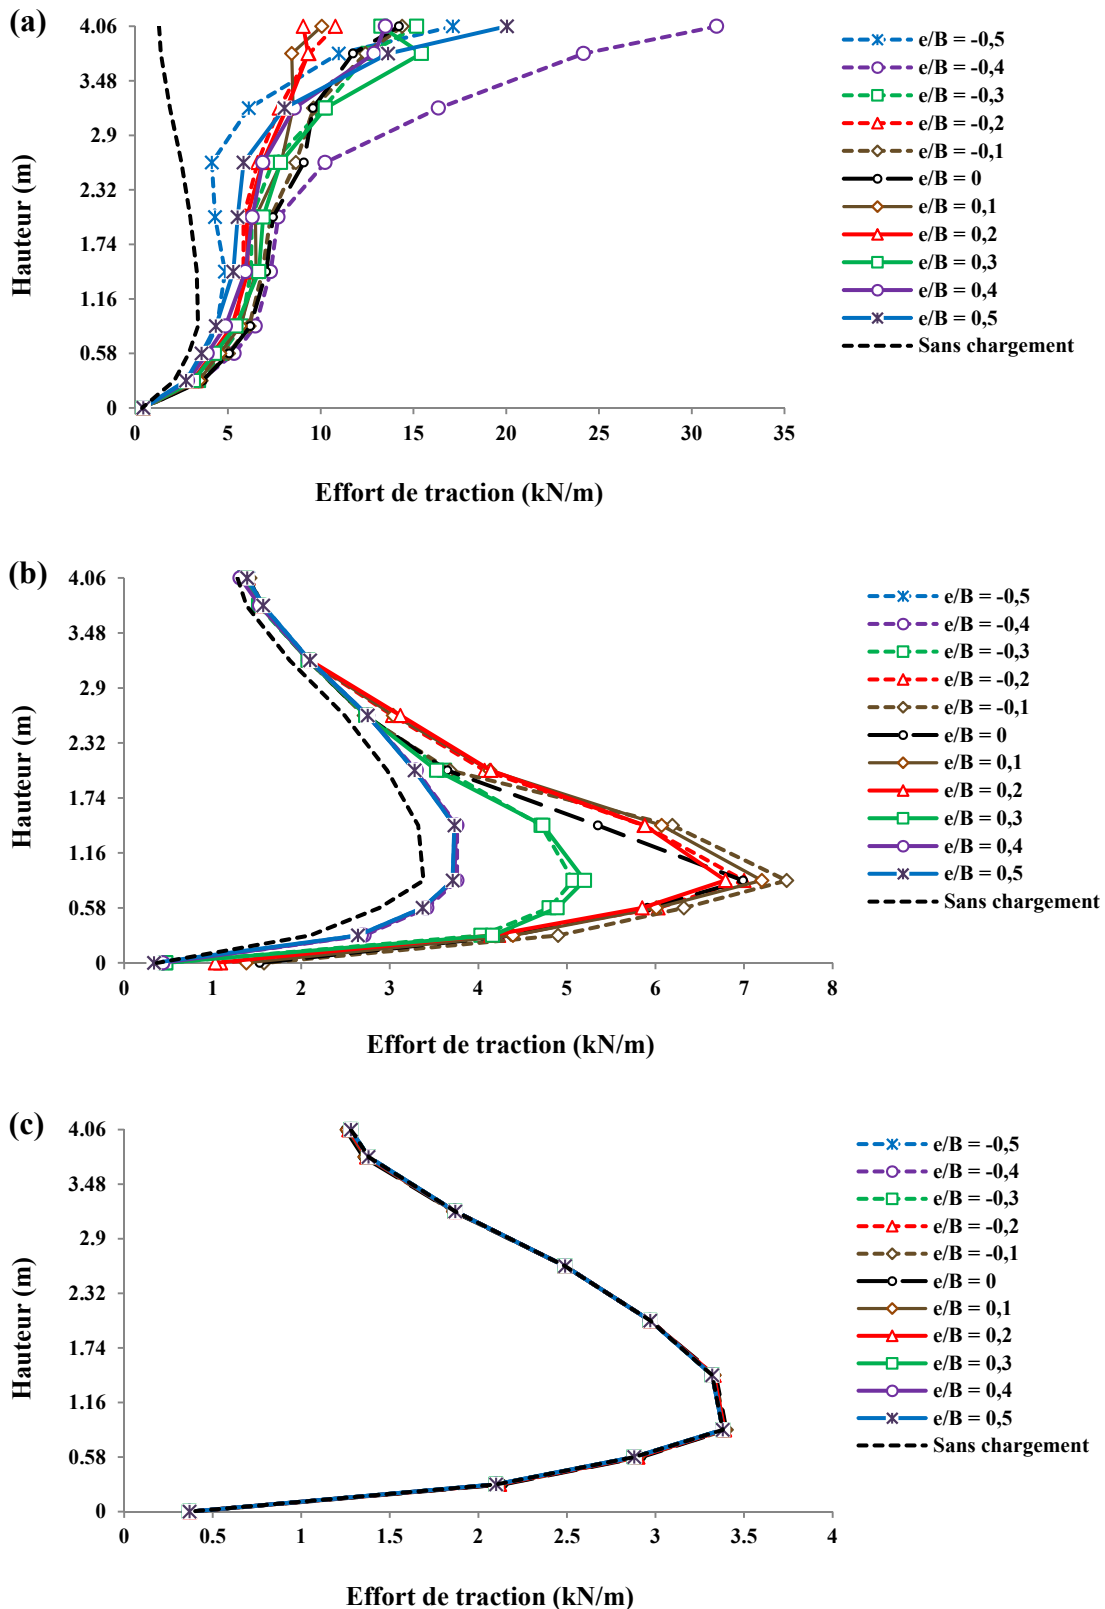 (a)
4.06
3.48
2.9
2.32
1.74
1.16
0.58
0
Hauteur (m)
0 5 10 15 20 25 30 35
Effort de traction (kN/m)
e/B = -0,5
e/B = -0,4
e/B = -0,3
e/B = -0,2
e/B = -0,1
e/B = 0
e/B = 0,1
e/B = 0,2
e/B = 0,3
e/B = 0,4
e/B = 0,5
Sans chargement
(b)
4.06
3.48
2.9
2.32
1.74
1.16
0.58
0
Hauteur (m)
0 1 2 3 4 5 6 7 8
Effort de traction (kN/m)
e/B = -0,5
e/B = -0,4
e/B = -0,3
e/B = -0,2
e/B = -0,1
e/B = 0
e/B = 0,1
e/B = 0,2
e/B = 0,3
e/B = 0,4
e/B = 0,5
Sans chargement
(c)
4.06
3.48
2.9
2.32
1.74
1.16
0.58
0
Hauteur (m)
0 0.5 1 1.5 2 2.5 3 3.5 4
Effort de traction (kN/m)
e/B = -0,5
e/B = -0,4
e/B = -0,3
e/B = -0,2
e/B = -0,1
e/B = 0
e/B = 0,1
e/B = 0,2
e/B = 0,3
e/B = 0,4
e/B = 0,5
Sans chargement